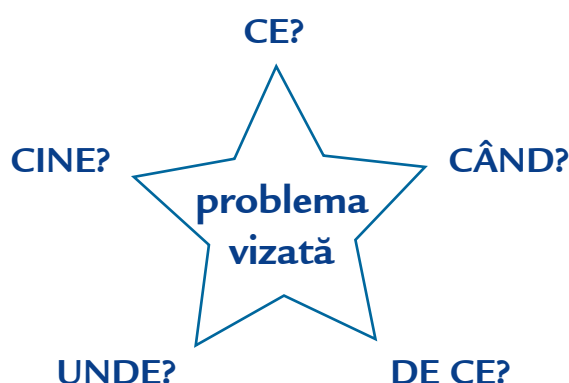 CE?
CINE?
CÂND?
problema
vizată
UNDE?
DE CE?